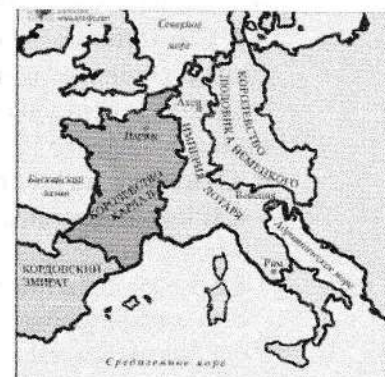 Северное
море
Ахен
Париж
ИМПЕРИЯ
ЛОТАРЯ
КОРОЛЕВСТВО
ЛЮДОВИКА НЕМЕЦКОГО
Бискайский
залив
КОРОЛЕВСТВО
КАРЛА
Венеция
Адриатическое море
Рим
КОРДОВСКИЙ
ЭМИРАТ
Средиземное море